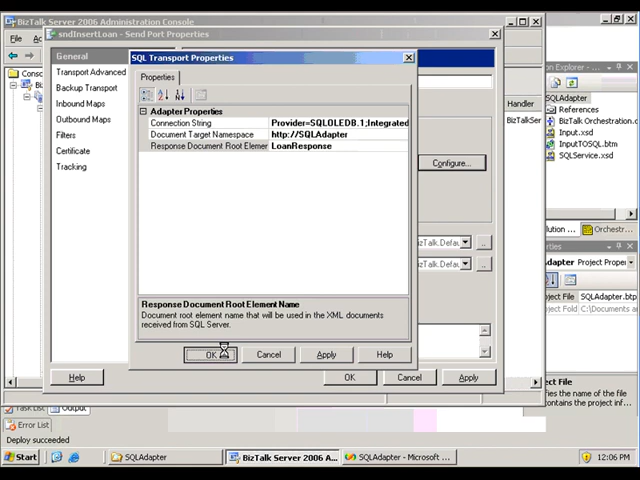 BizTalk Server 2006 Administration Console
sndInsertLoan - Send Port Properties
File
General
Transport Advanced
Backup Transport
Inbound Maps
Outbound Maps
Filters
Certificate
Tracking
SQL Transport Properties
Properties
Adapter Properties
Connection String Provider=SQLOLEDB.1;Integrated
Document Target Namespace http://SQLAdapter
Response Document Root Elemer LoanResponse
Response Document Root Element Name
Document root element name that will be used in the XML documents
received from SQL Server.
OK Cancel Apply Help
Configure...
Handler
BizTalkSer
Help OK Cancel Apply
SQLAdapter
References
BizTalk Orchestration.o
Input.xsd
InputTOSQL.btm
SQLService.xsd
Orchestr...
SQLAdapter.btp
Task List Output
Error List
Deploy succeeded
Start SQLAdapter BizTalk Server 2006 A... SQLAdapter - Microsoft ... 12:06 PM